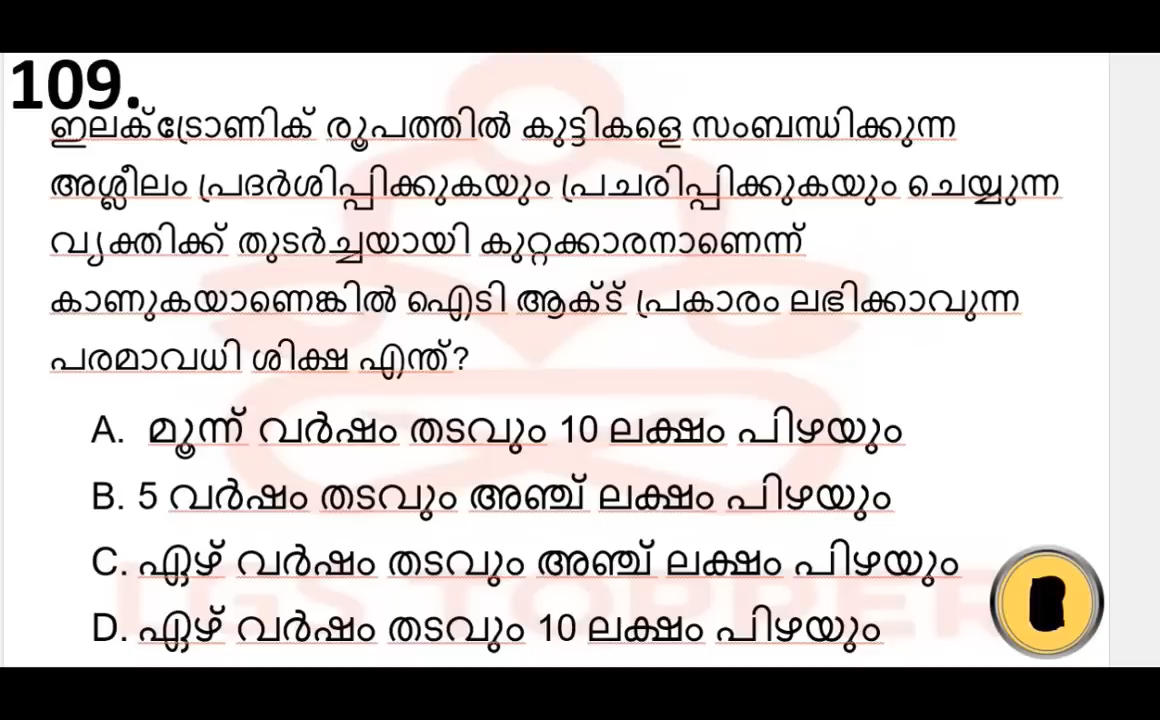 109.
ഇലക്ട്രോണിക് രൂപത്തിൽ കുട്ടികളെ സംബന്ധിക്കുന്ന
അശ്ലീലം പ്രദർശിപ്പിക്കുകയും പ്രചരിപ്പിക്കുകയും ചെയ്യുന്ന
വ്യക്തിക്ക് തുടർച്ചയായി കുറ്റക്കാരനാണെന്ന്
കാണുകയാണെങ്കിൽ ഐടി ആക്ട് പ്രകാരം ലഭിക്കാവുന്ന
പരമാവധി ശിക്ഷ എന്ത്?
A. മൂന്ന് വർഷം തടവും 10 ലക്ഷം പിഴയും
B. 5 വർഷം തടവും അഞ്ച് ലക്ഷം പിഴയും
C. ഏഴ് വർഷം തടവും അഞ്ച് ലക്ഷം പിഴയും
D. ഏഴ് വർഷം തടവും 10 ലക്ഷം പിഴയും
LGS TOPPER